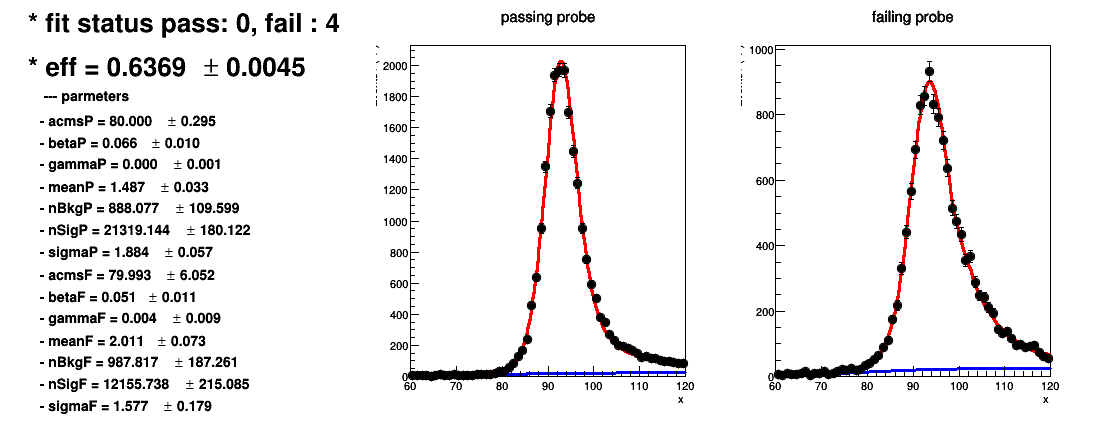 * fit status pass: 0, fail : 4
* eff = 0.6369 ± 0.0045
--- parmeters
- acmsP = 80.000 ± 0.295
- betaP = 0.066 ± 0.010
- gammaP = 0.000 ± 0.001
- meanP = 1.487 ± 0.033
- nBkgP = 888.077 ± 109.599
- nSigP = 21319.144 ± 180.122
- sigmaP = 1.884 ± 0.057
- acmsF = 79.993 ± 6.052
- betaF = 0.051 ± 0.011
- gammaF = 0.004 ± 0.009
- meanF = 2.011 ± 0.073
- nBkgF = 987.817 ± 187.261
- nSigF = 12155.738 ± 215.085
- sigmaF = 1.577 ± 0.179
passing probe
2000
1800
1600
1400
1200
1000
800
600
400
200
0
60 70 80 90 100 110 120
x
failing probe
1000
800
600
400
200
0
60 70 80 90 100 110 120
x